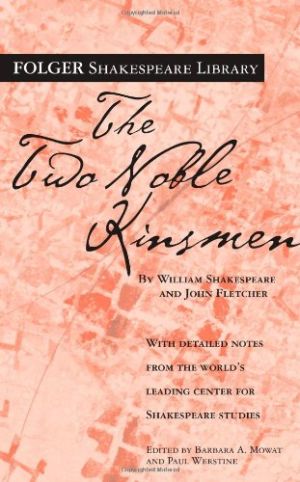 FOLGER SHAKESPEARE LIBRARY
The
Two Noble
Kinsmen
BY WILLIAM SHAKESPEARE
AND JOHN FLETCHER
WITH DETAILED NOTES
FROM THE WORLD'S
LEADING CENTER FOR
SHAKESPEARE STUDIES
EDITED BY BARBARA A. MOWAT
AND PAUL WERSTINE